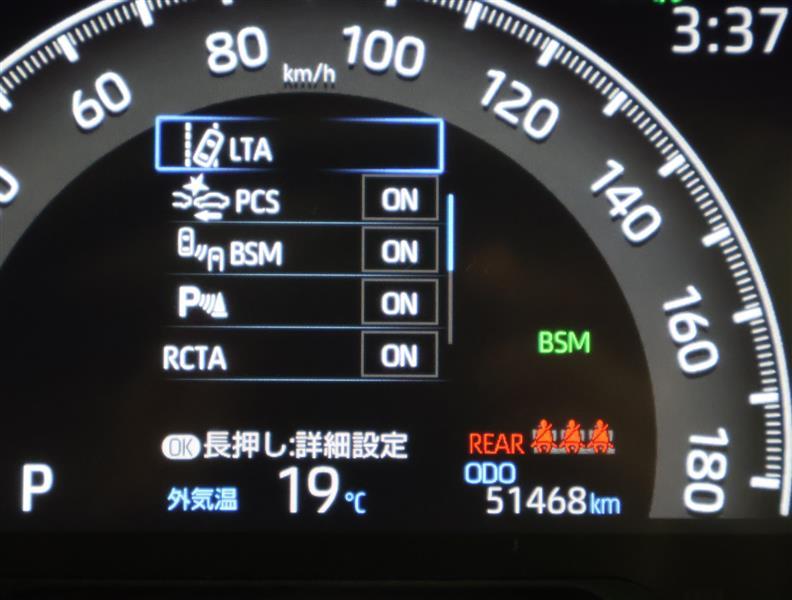 3:37
60
80
100
120
140
160
180
km/h
LTA
PCS ON
BSM ON
P ON
RCTA ON
BSM
OK 長押し:詳細設定
REAR
P
外気温 19℃
ODO
51468km